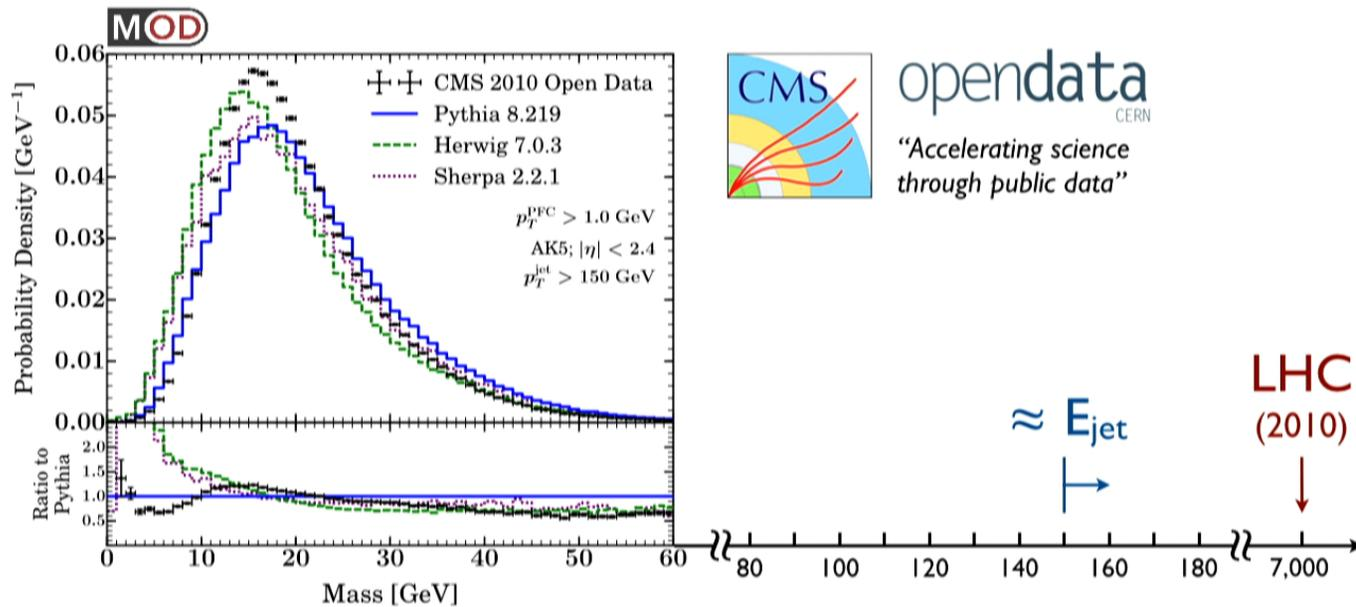 MOD
0.06
0.05
0.04
0.03
0.02
0.01
0.00
Probability Density [GeV⁻¹]
CMS 2010 Open Data
Pythia 8.219
Herwig 7.0.3
Sherpa 2.2.1
p_T^PFC > 1.0 GeV
AK5; |η| < 2.4
p_T^jet > 150 GeV
2.0
1.5
1.0
0.5
Ratio to
Pythia
0 10 20 30 40 50 60
Mass [GeV]
CMS
opendata
CERN
“Accelerating science
through public data”
≈ E_jet
LHC
(2010)
80 100 120 140 160 180 7,000